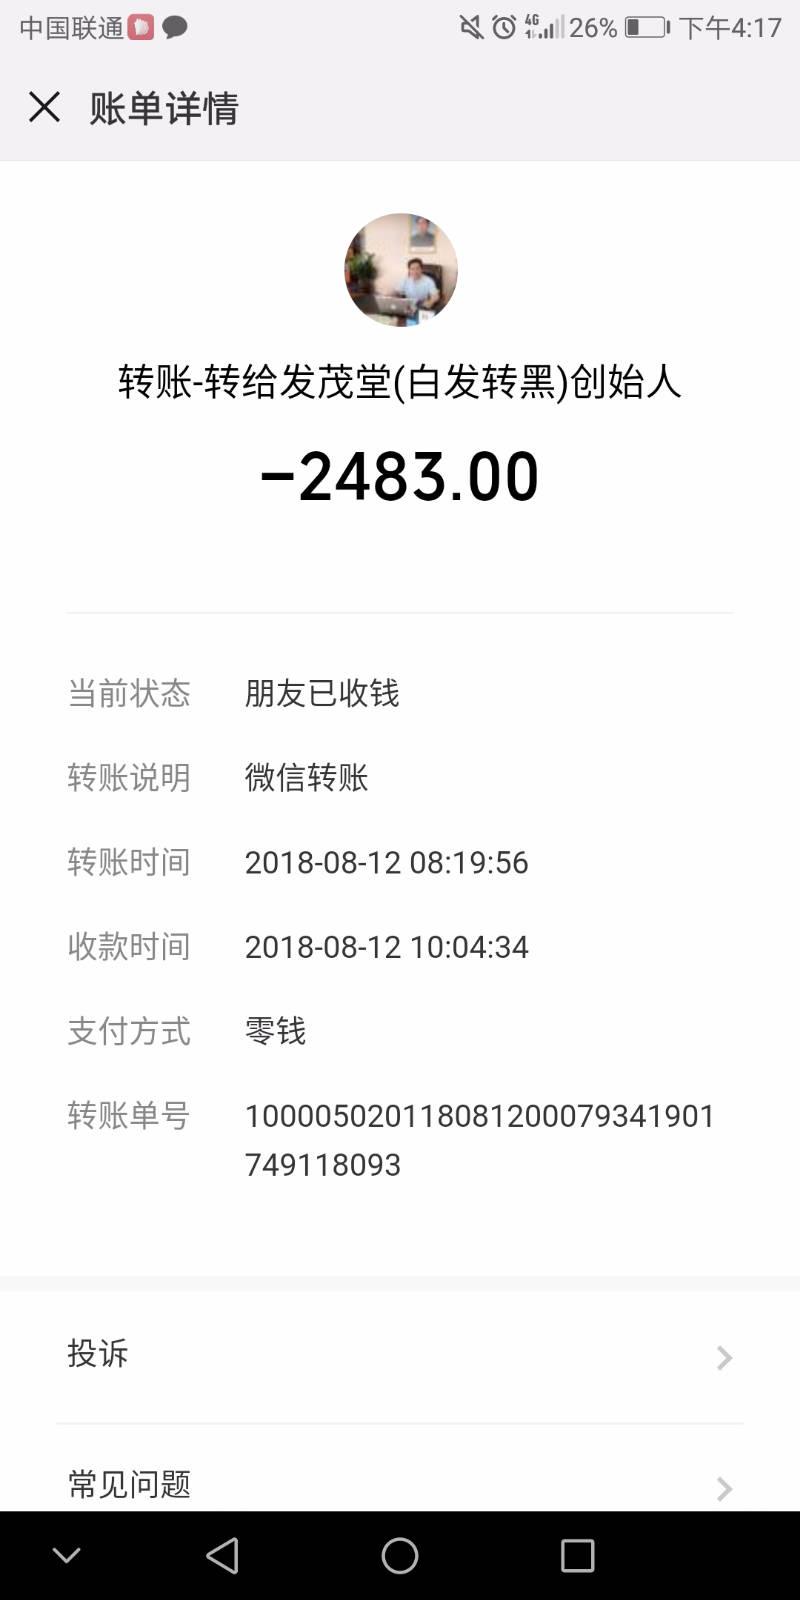 中国联通 4G 26% 下午4:17
账单详情
转账-转给发茂堂(白发转黑)创始人
-2483.00
当前状态 朋友已收钱
转账说明 微信转账
转账时间 2018-08-12 08:19:56
收款时间 2018-08-12 10:04:34
支付方式 零钱
转账单号 100005020118081200079341901
749118093
投诉
常见问题